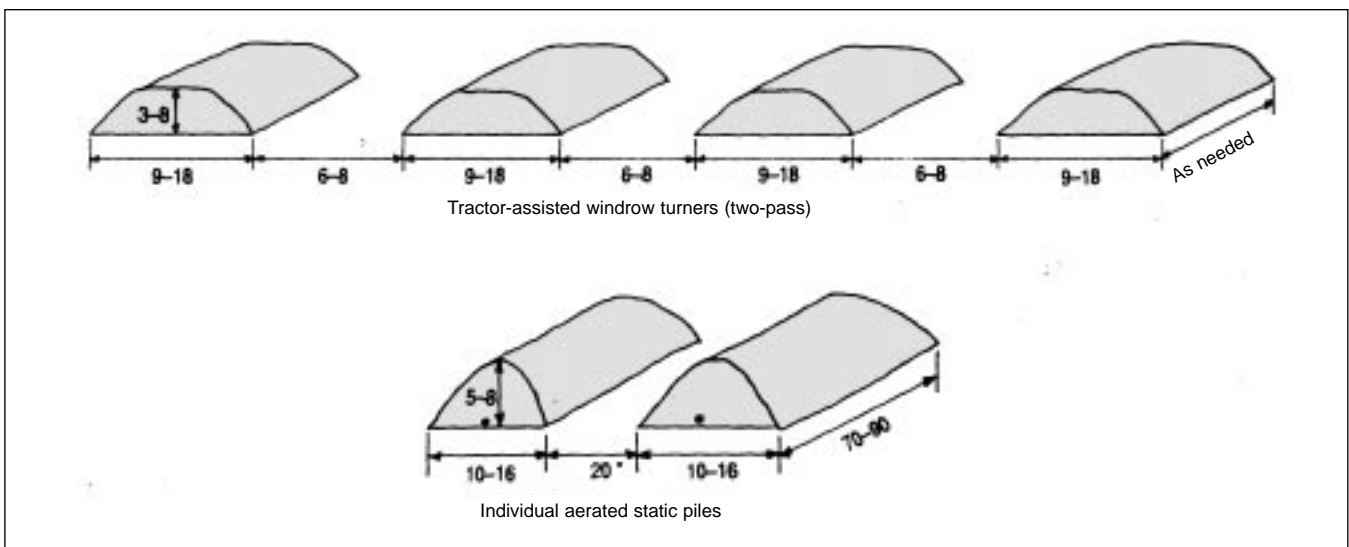 3–8
9–18 6–8 9–18 6–8 9–18 6–8 9–18 As needed
Tractor-assisted windrow turners (two-pass)
5–8
10–16 20* 10–16 70–90
Individual aerated static piles